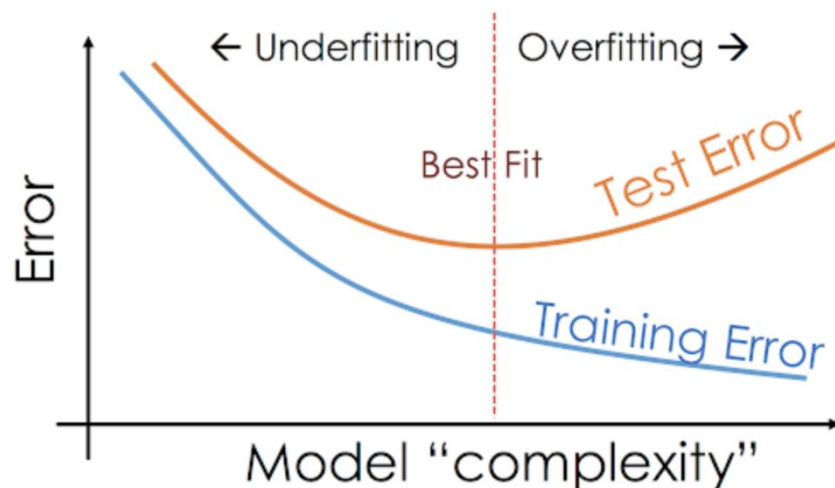 ← Underfitting
Overfitting →
Best Fit
Test Error
Training Error
Error
Model “complexity”